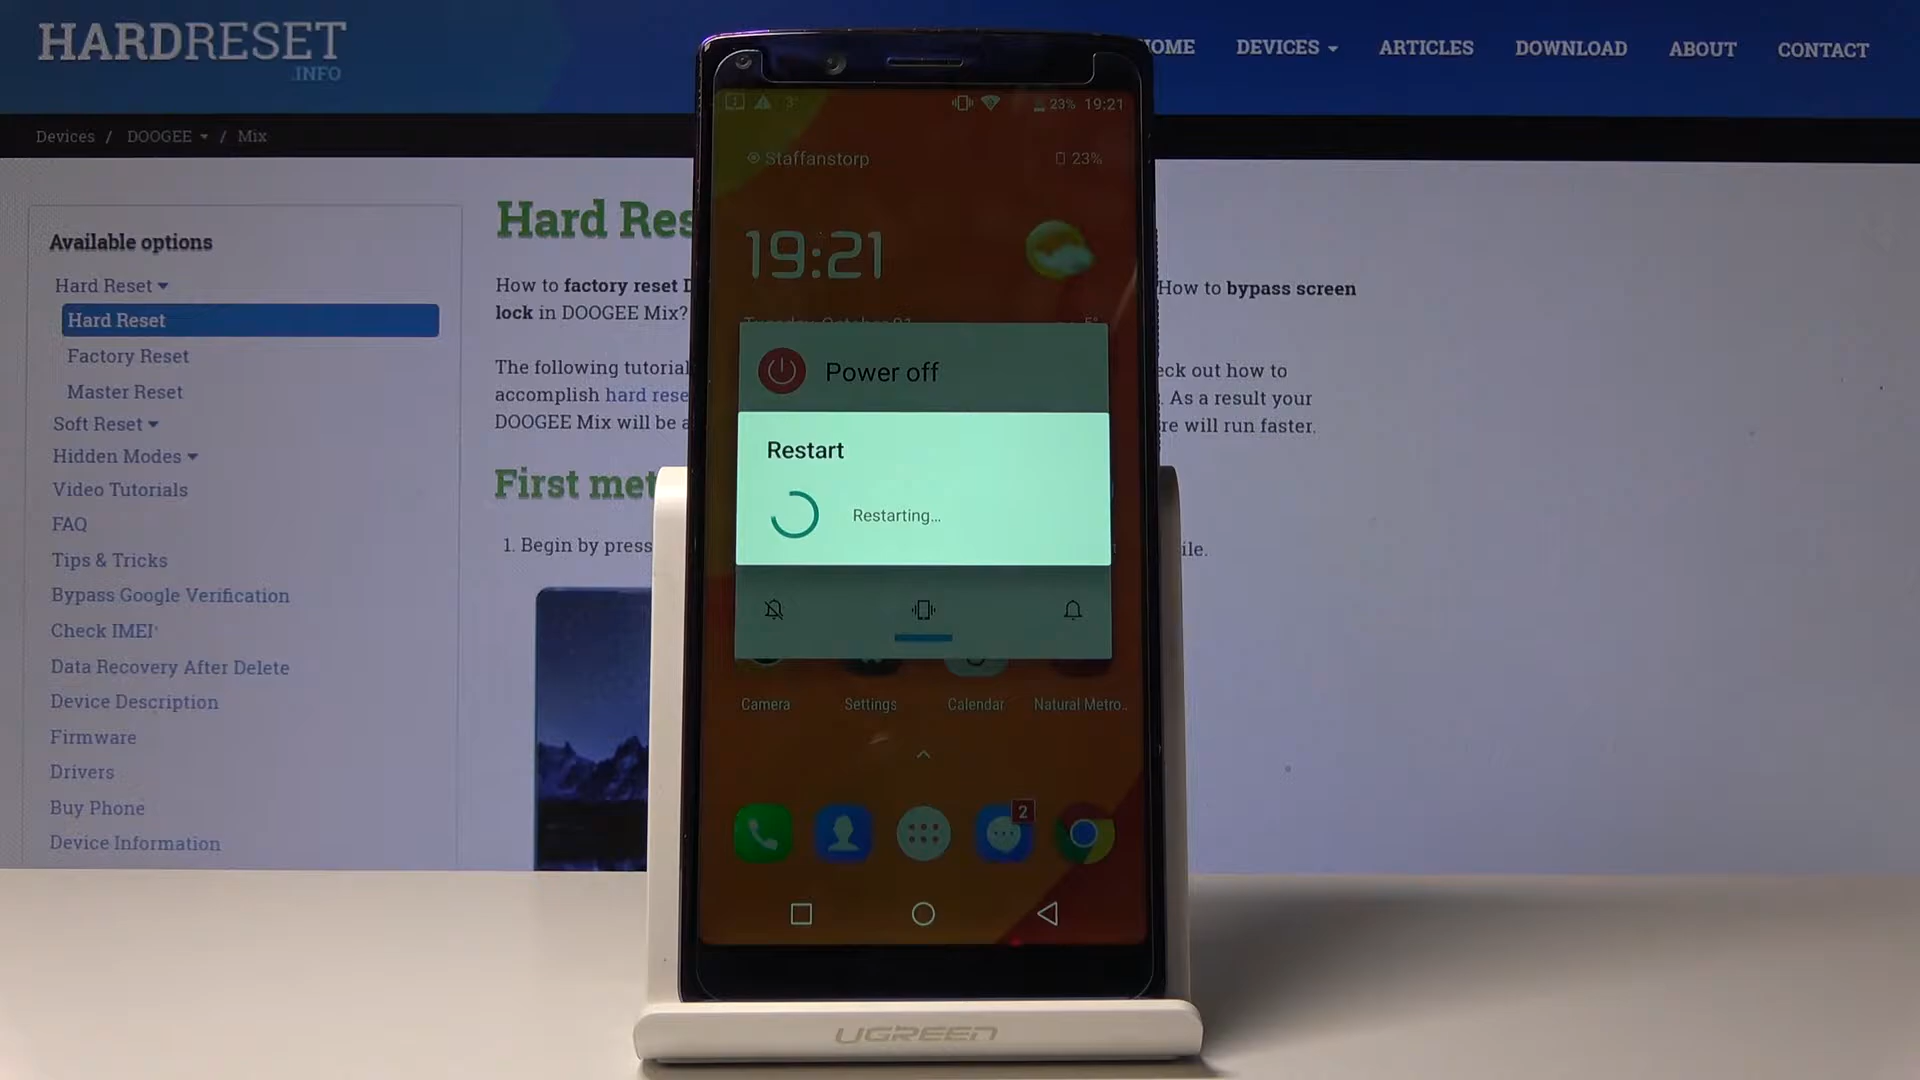 HARDRESET
.INFO
HOME DEVICES ARTICLES DOWNLOAD ABOUT CONTACT
Devices / DOOGEE / Mix
Available options
Hard Reset
Hard Reset
Factory Reset
Master Reset
Soft Reset
Hidden Modes
Video Tutorials
FAQ
Tips & Tricks
Bypass Google Verification
Check IMEI
Data Recovery After Delete
Device Description
Firmware
Drivers
Buy Phone
Device Information
Hard Res
How to factory reset D
lock in DOOGEE Mix?
How to bypass screen
The following tutorial
accomplish hard rese
DOOGEE Mix will be a
eck out how to
. As a result your
re will run faster.
First met
1. Begin by press
ile.
23% 19:21
Staffanstorp
23%
19:21
Power off
Restart
Restarting...
Camera
Settings
Calendar
Natural Metro..
2
UGREEN